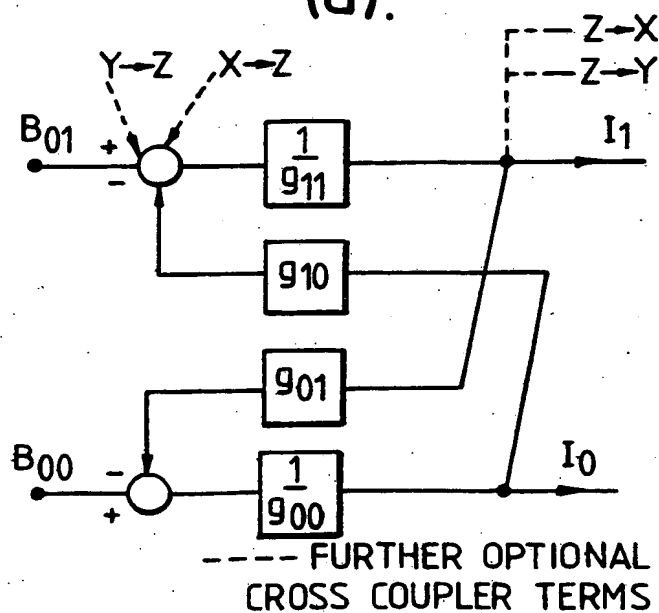 (a).
Y→Z X→Z Z→X
Z→Y
B01 + − 1/g11 I1
g10
g01
B00 − + 1/g00 I0
---- FURTHER OPTIONAL
CROSS COUPLER TERMS